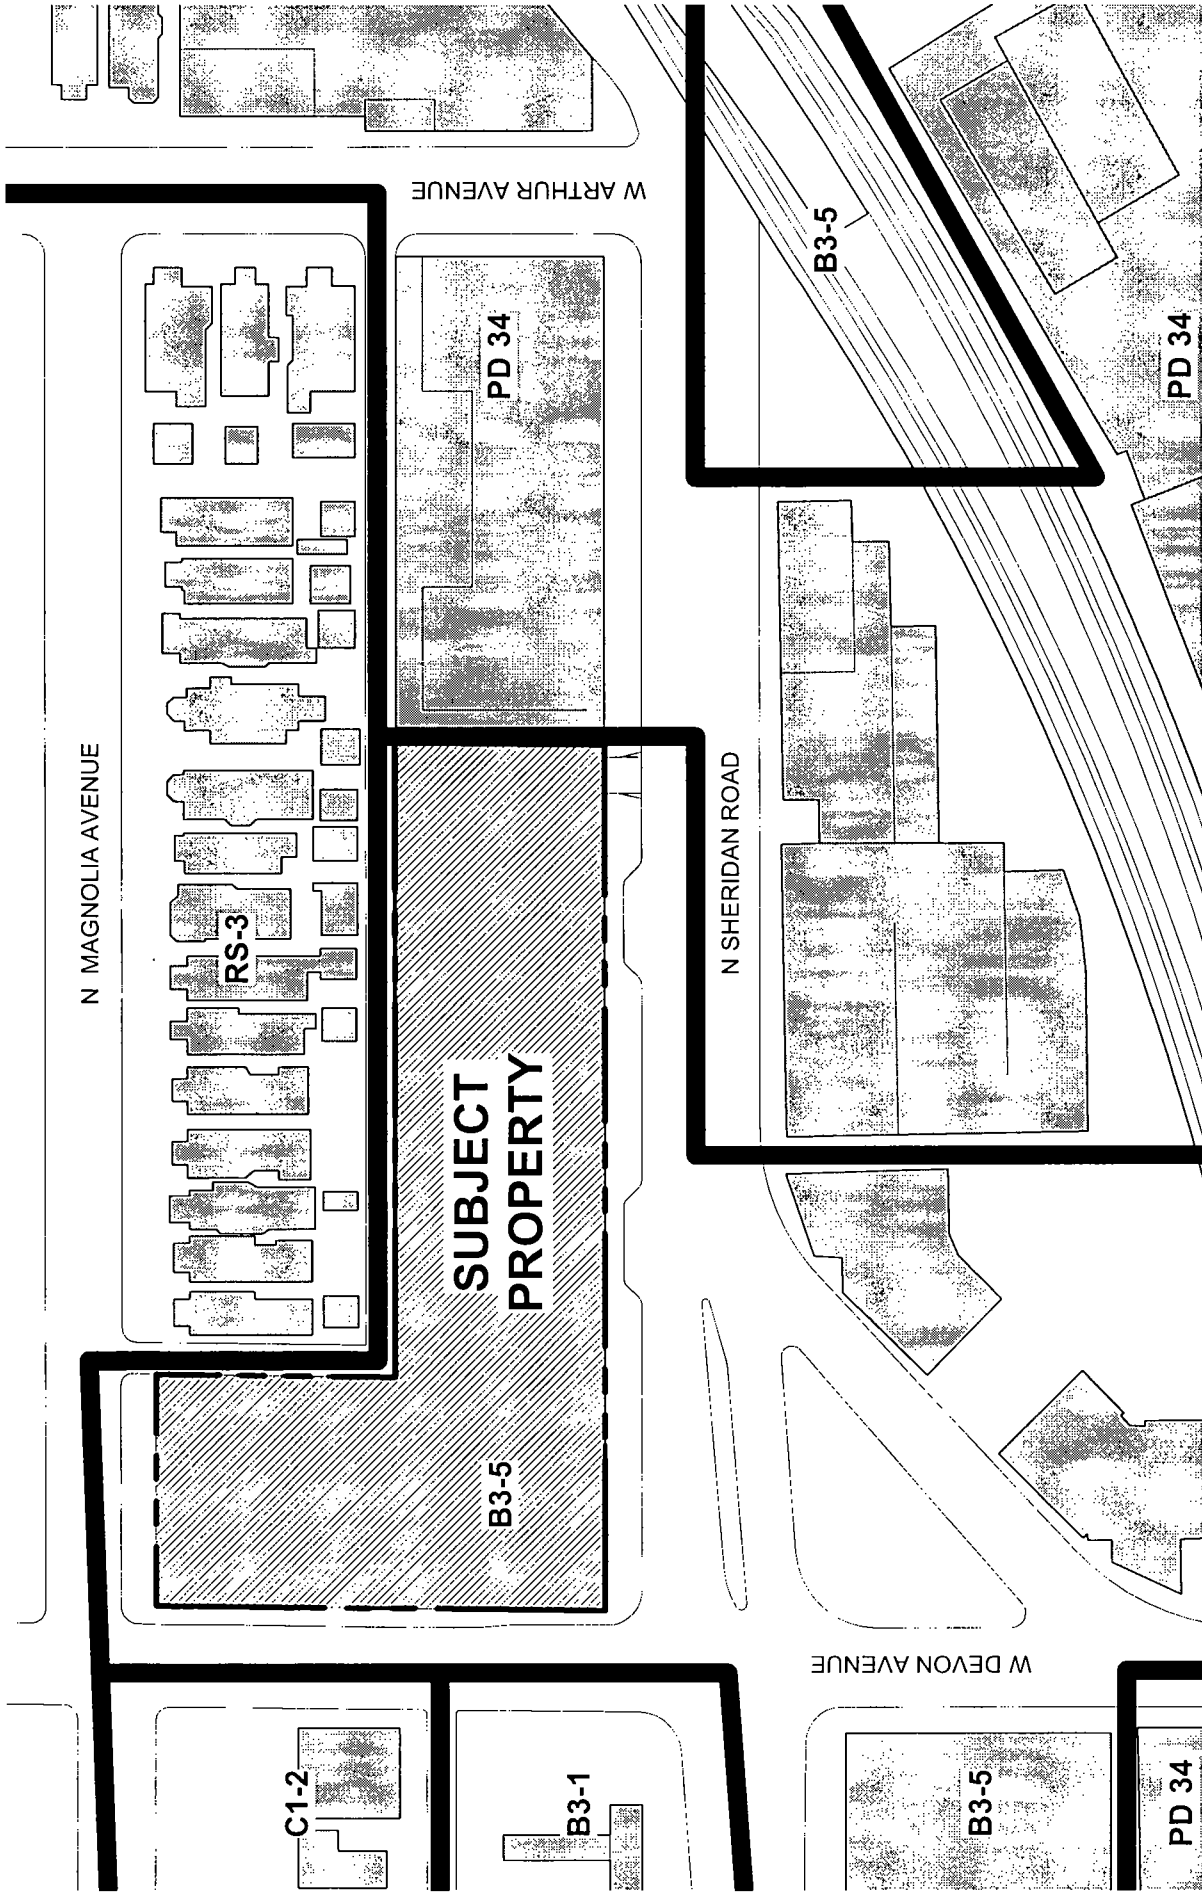 W ARTHUR AVENUE
B3-5
PD 34
PD 34
N MAGNOLIA AVENUE
RS-3
N SHERIDAN ROAD
SUBJECT
PROPERTY
B3-5
W DEVON AVENUE
C1-2
B3-1
B3-5
PD 34